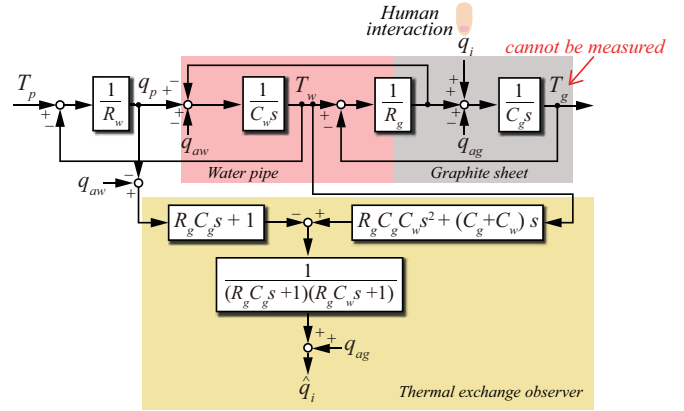 Human
interaction
q_i
cannot be measured
T_p
+
−
1/R_w
q_p
+
−
+
−
1/(C_w s)
T_w
+
−
1/R_g
+
+
+
−
1/(C_g s)
T_g
q_aw
q_ag
Water pipe
Graphite sheet
q_aw
−
+
R_g C_g s + 1
−
+
R_g C_g C_w s² + (C_g + C_w) s
1/((R_g C_g s + 1)(R_g C_w s + 1))
+
+
q_ag
q̂_i
Thermal exchange observer